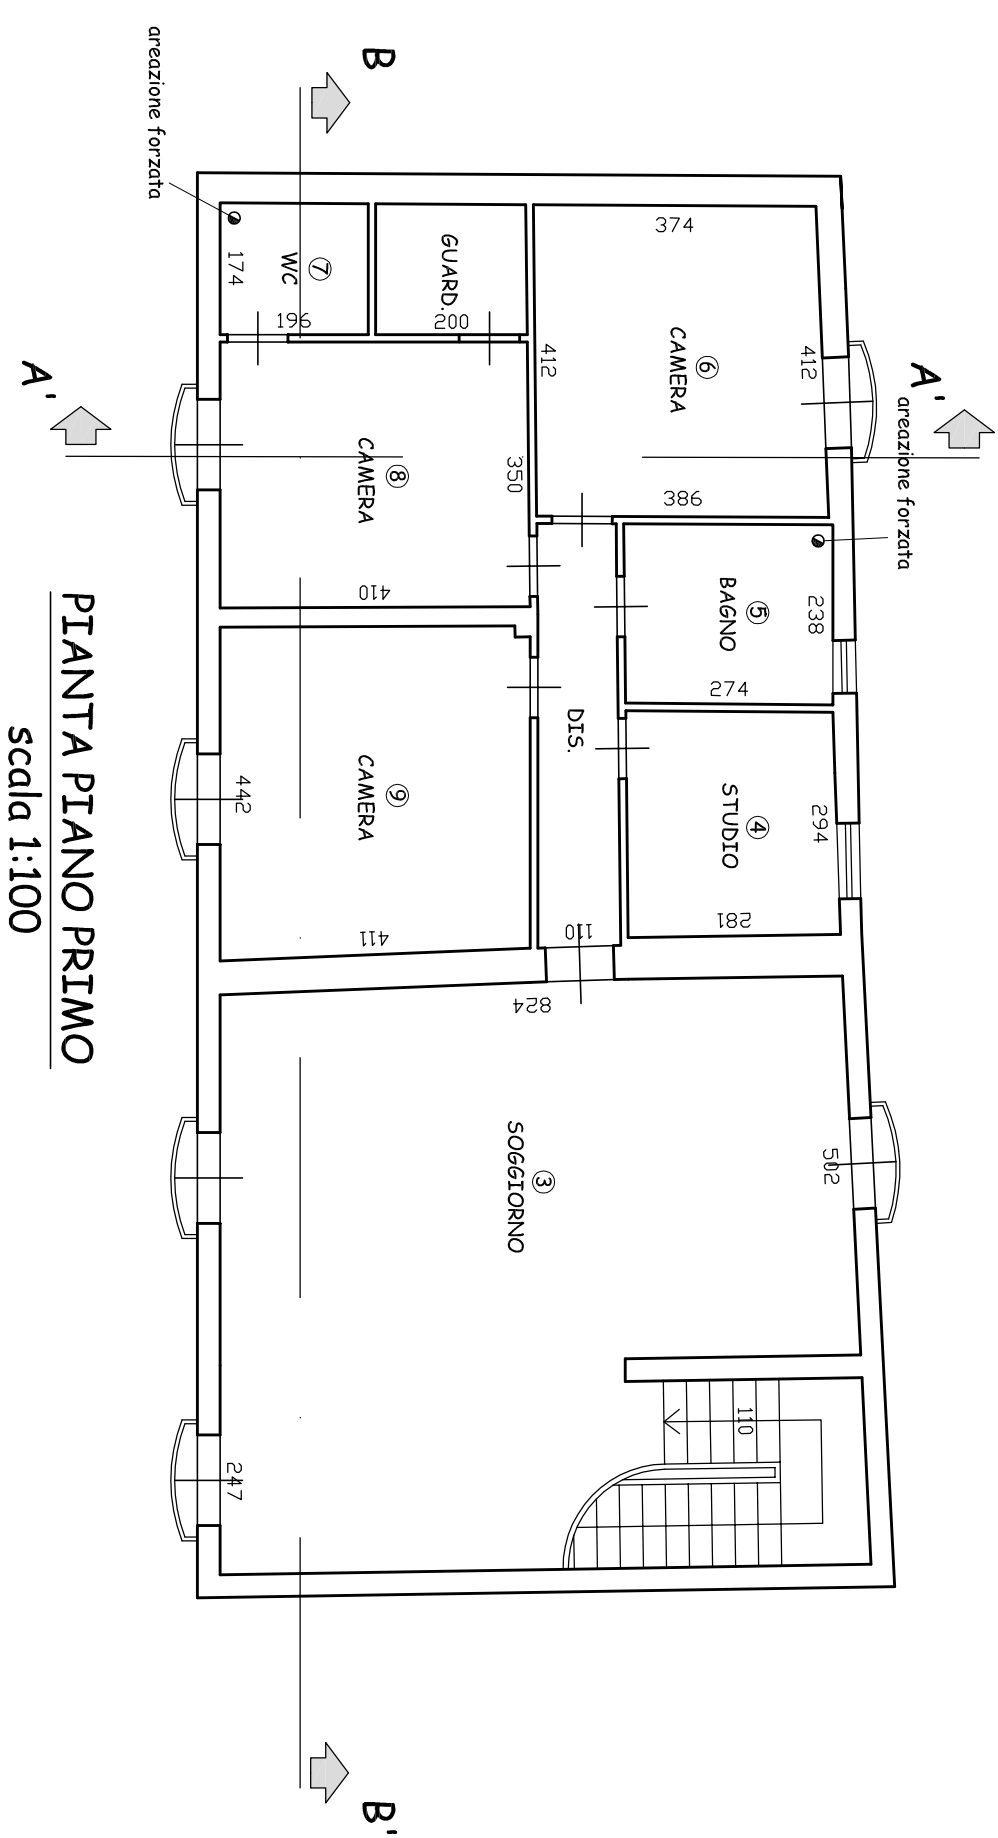 PIANTA PIANO PRIMO
scala 1:100
B
B'
A'
A'
areazione forzata
areazione forzata
7
WC
174
196
GUARD.
200
6
CAMERA
374
412
412
386
8
CAMERA
350
410
5
BAGNO
238
274
DIS.
110
4
STUDIO
294
281
9
CAMERA
442
411
3
SOGGIORNO
824
502
247
110